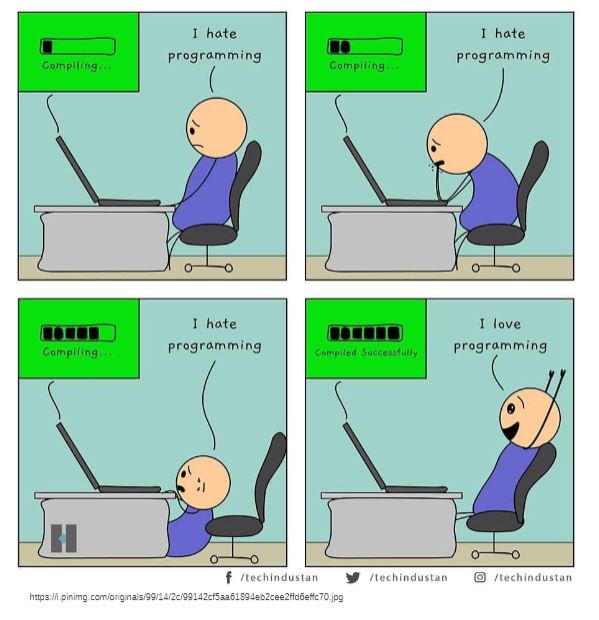 I hate
programming
Compiling...
I hate
programming
Compiling...
I hate
programming
Compiling...
I love
programming
Compiled Successfully
/techindustan
/techindustan
/techindustan
https://i.pinimg.com/originals/99/14/2c/99142cf5aa61894eb2cee2ffd6effc70.jpg